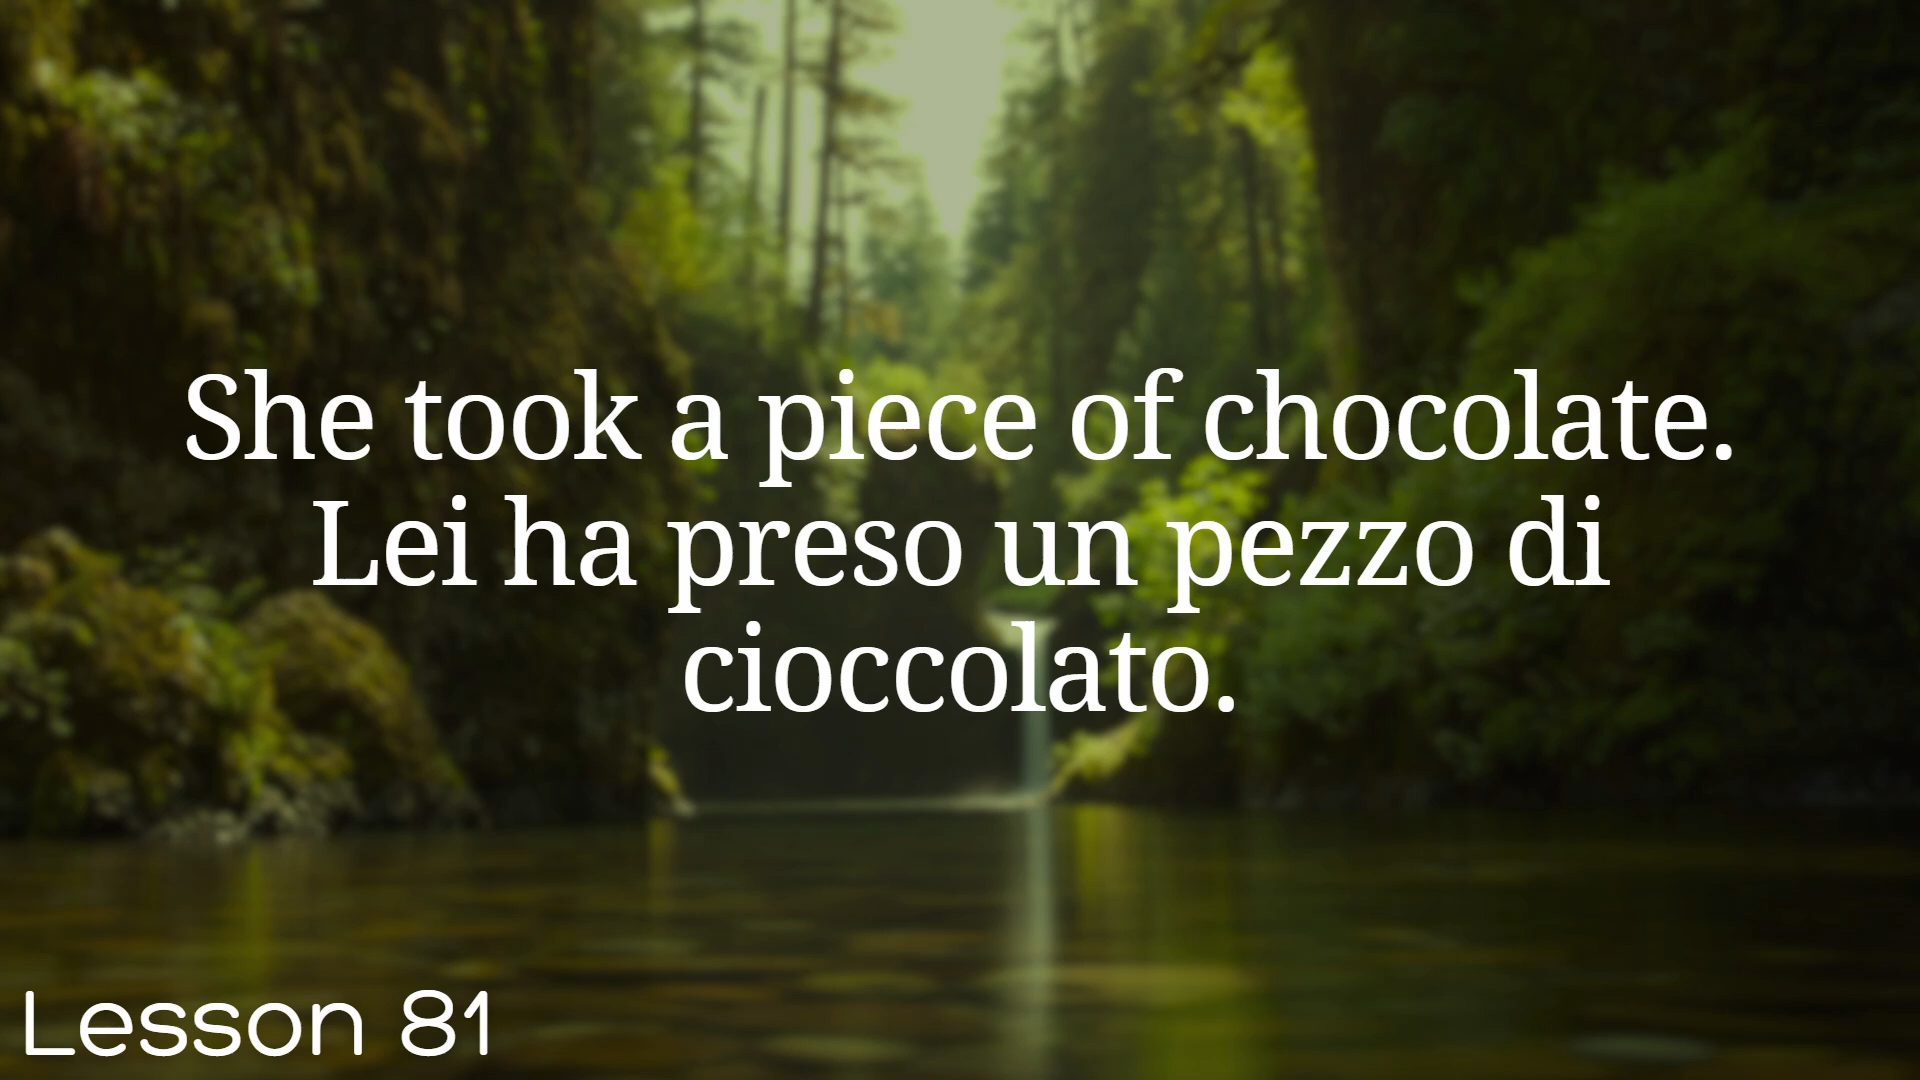 She took a piece of chocolate.
Lei ha preso un pezzo di
cioccolato.
Lesson 81